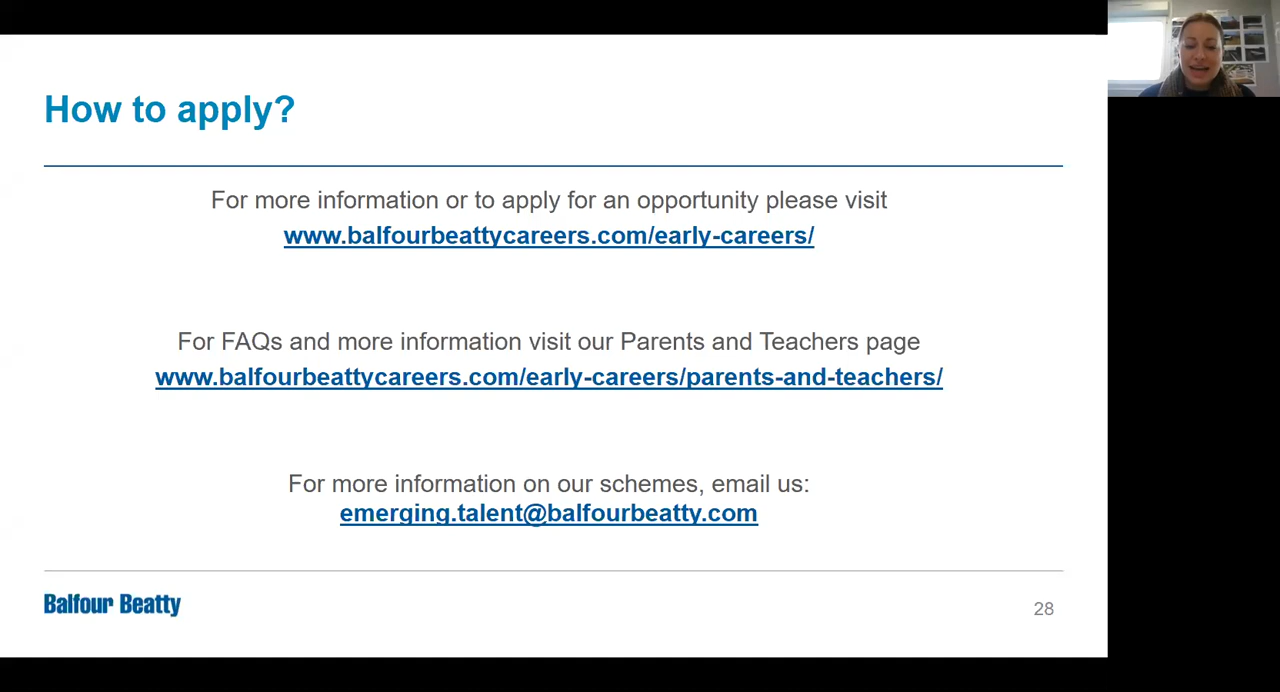 How to apply?
For more information or to apply for an opportunity please visit
www.balfourbeattycareers.com/early-careers/
For FAQs and more information visit our Parents and Teachers page
www.balfourbeattycareers.com/early-careers/parents-and-teachers/
For more information on our schemes, email us:
emerging.talent@balfourbeatty.com
Balfour Beatty
28